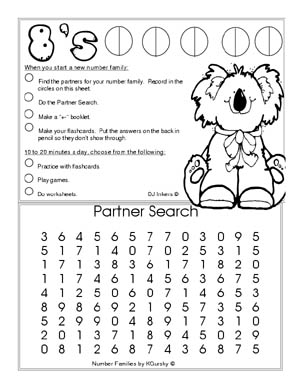 8's
When you start a new number family:
Find the partners for your number family. Record in
the circles on this sheet.
Do the Partner Search.
Make a "+-" booklet
Make your flashcards. Put the answers on the back in
pencil so they don't show through.
10 to 20 minutes a day, choose from the following:
Practice with flashcards
Play games.
Do worksheets.
DJ Inkers ©
Partner Search
3 6 4 5 6 5 7 7 0 3 0 9 5
5 1 7 1 4 0 7 0 2 5 3 1 5
1 7 1 3 8 3 6 1 7 1 8 2 0
1 1 5 7 3 4 5 3 6 1 7 7 5
4 1 2 5 0 6 0 7 1 6 0 1 7
8 9 8 6 9 2 1 5 4 5 8 9 6
5 2 9 9 0 4 8 9 0 1 2 8 1
2 0 1 3 7 1 8 9 4 5 0 2 9
0 8 1 2 6 8 7 3 4 6 5 3 4
Number Families by KGursky ©